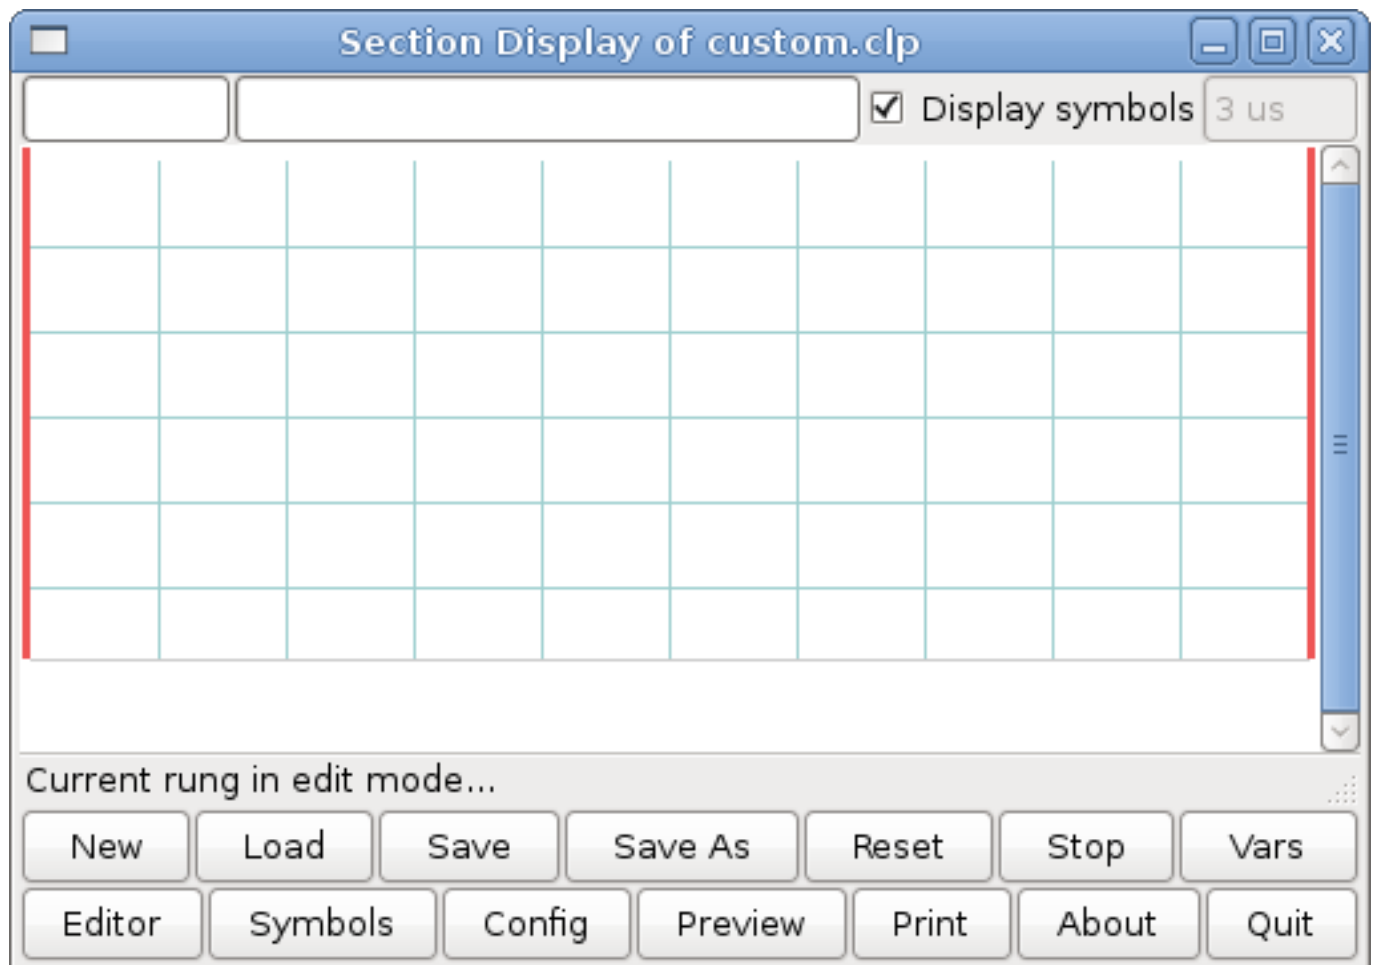 Section Display of custom.clp
Display symbols 3 us
Current rung in edit mode...
New Load Save Save As Reset Stop Vars
Editor Symbols Config Preview Print About Quit